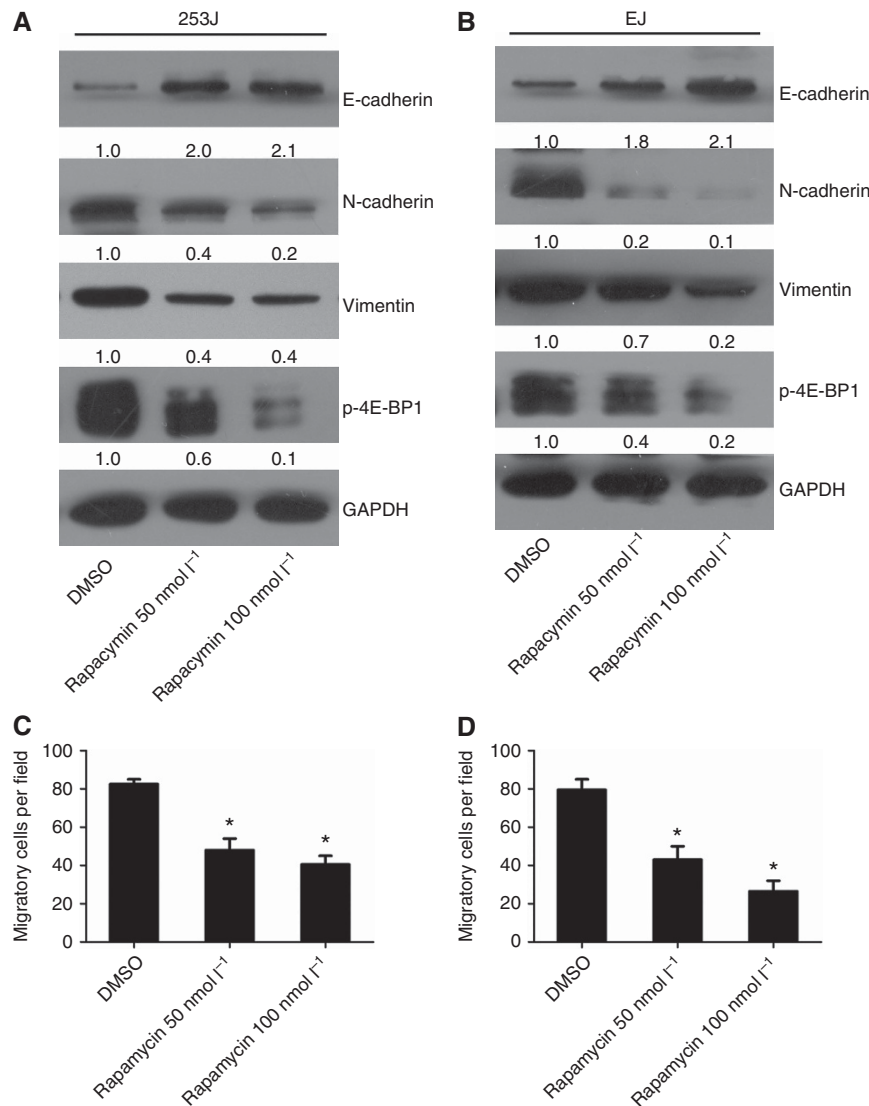 A
253J
E-cadherin
1.0 2.0 2.1
N-cadherin
1.0 0.4 0.2
Vimentin
1.0 0.4 0.4
p-4E-BP1
1.0 0.6 0.1
GAPDH
DMSO
Rapacymin 50 nmol l⁻¹
Rapacymin 100 nmol l⁻¹
B
EJ
E-cadherin
1.0 1.8 2.1
N-cadherin
1.0 0.2 0.1
Vimentin
1.0 0.7 0.2
p-4E-BP1
1.0 0.4 0.2
GAPDH
DMSO
Rapacymin 50 nmol l⁻¹
Rapacymin 100 nmol l⁻¹
C
Migratory cells per field
100
80
60
40
20
0
*
*
DMSO
Rapamycin 50 nmol l⁻¹
Rapamycin 100 nmol l⁻¹
D
Migratory cells per field
100
80
60
40
20
0
*
*
DMSO
Rapamycin 50 nmol l⁻¹
Rapamycin 100 nmol l⁻¹